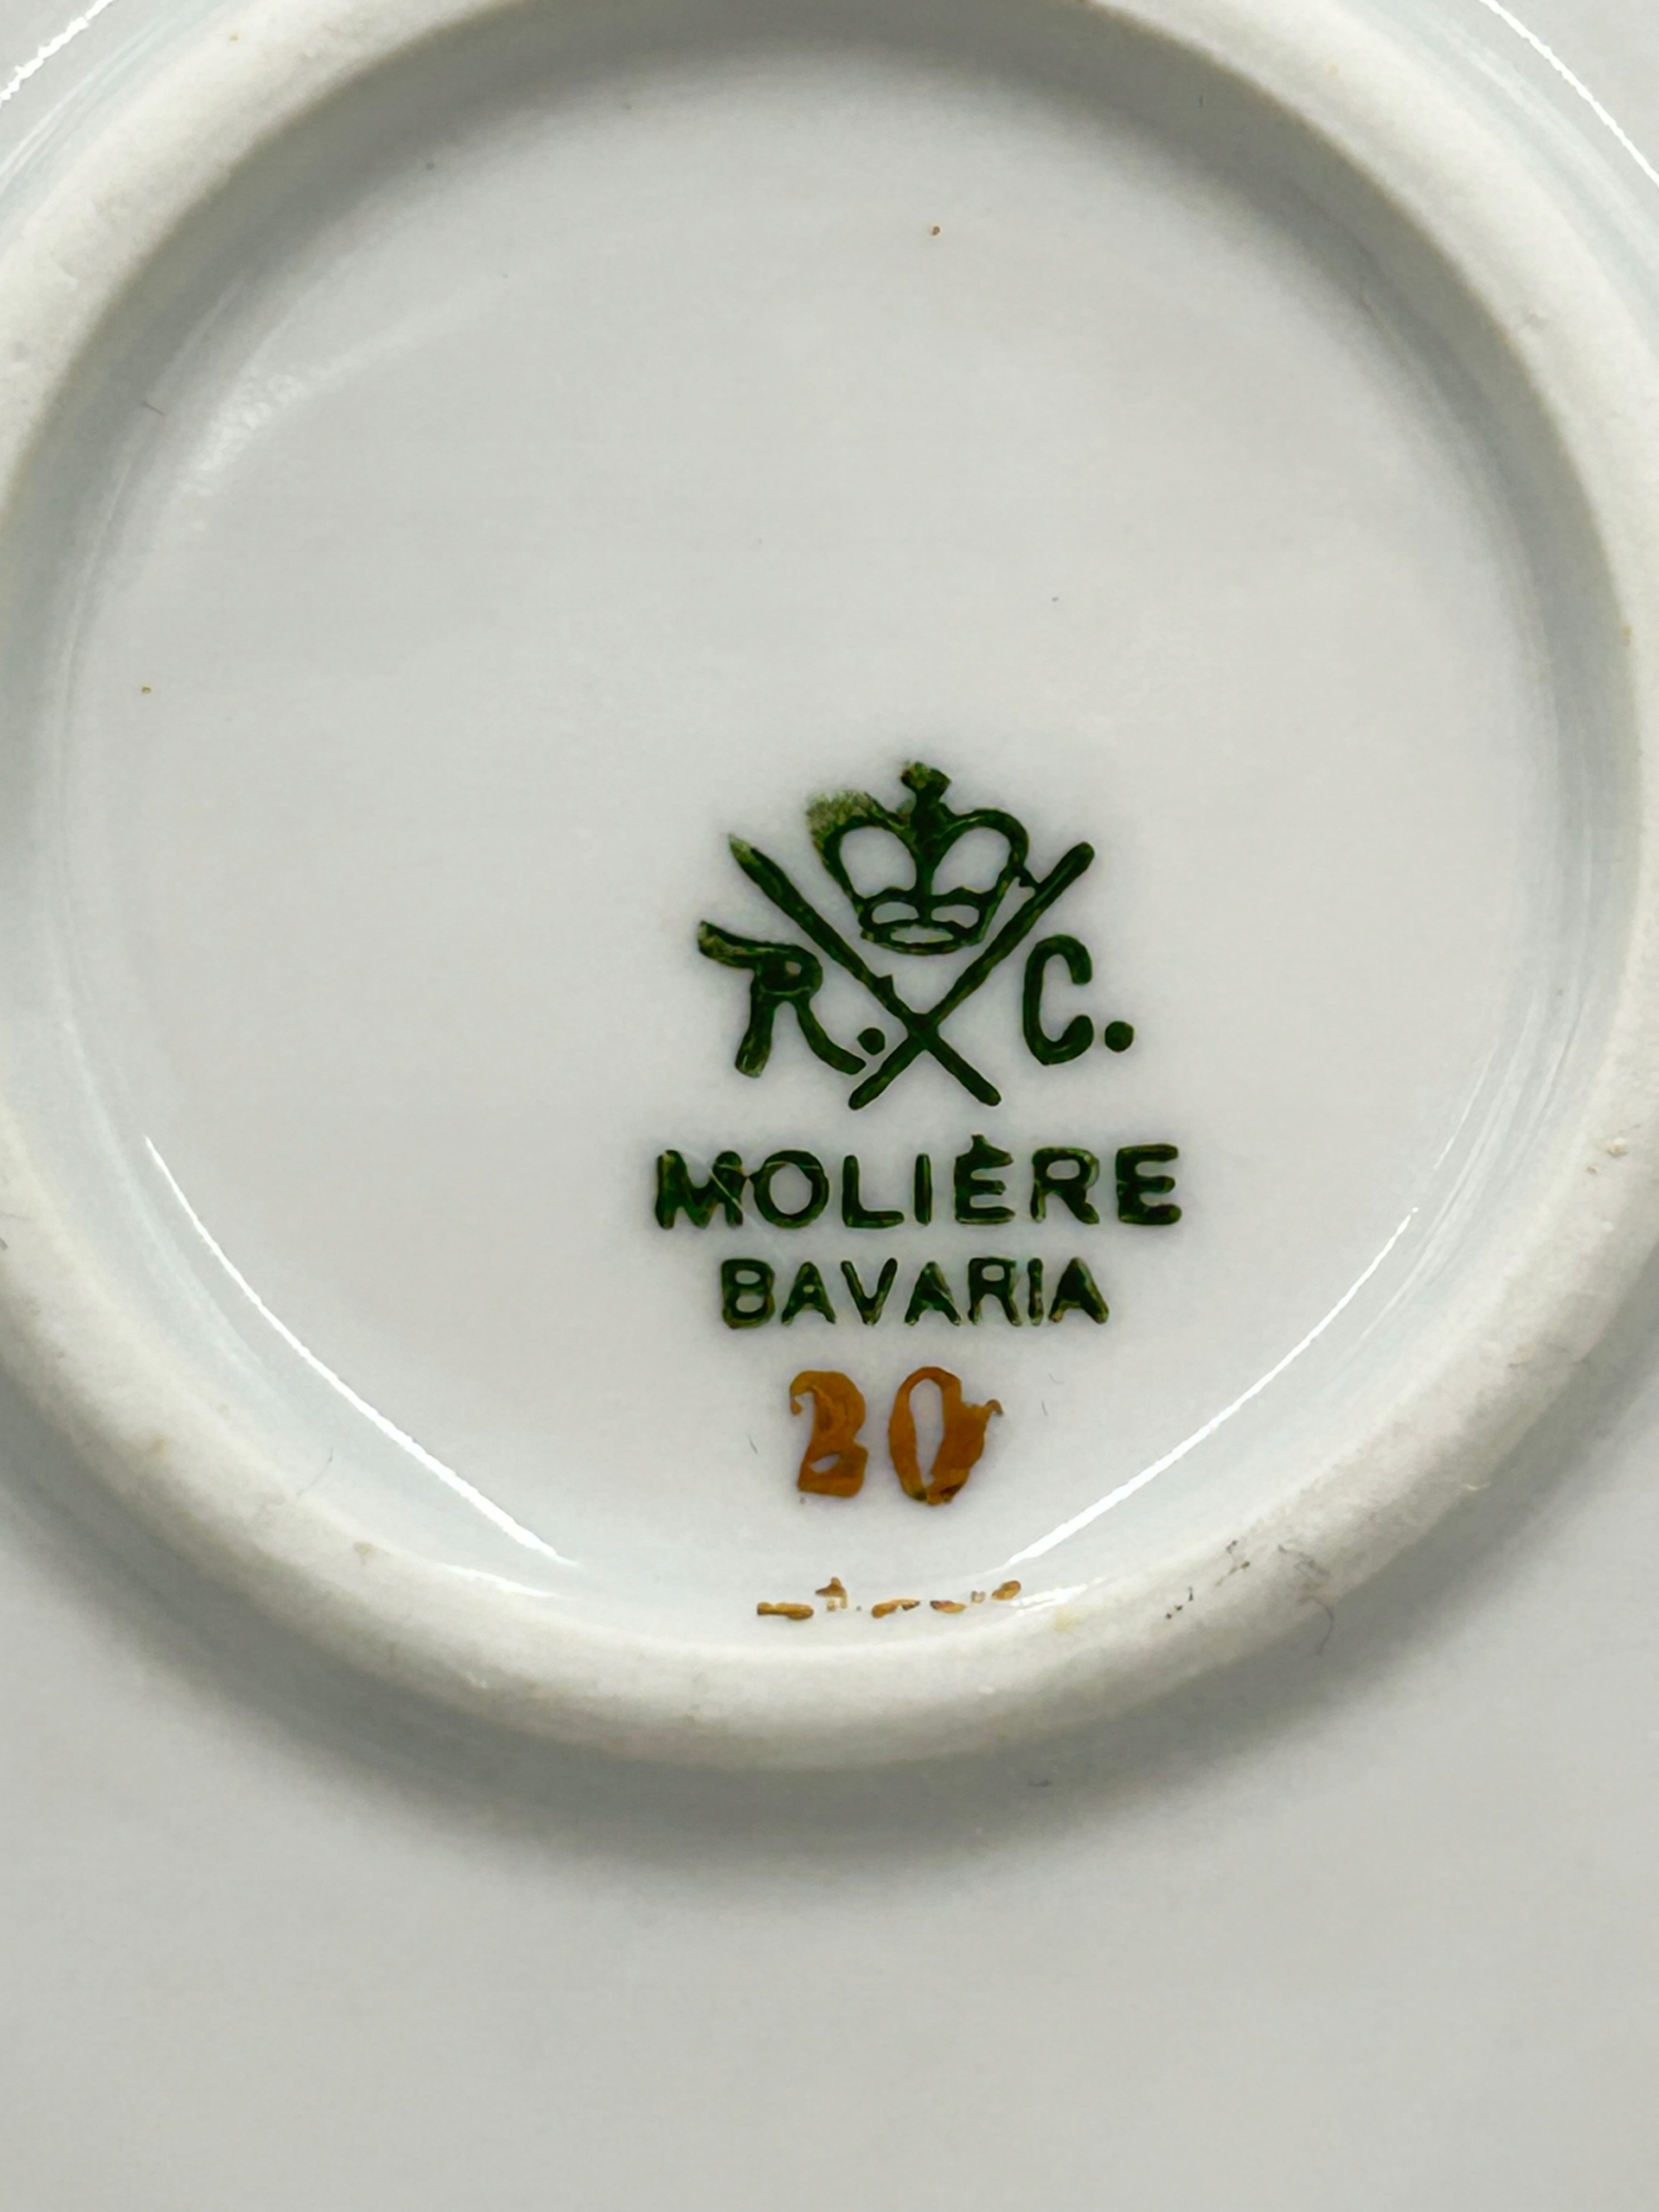 R. C.
MOLIÈRE
BAVARIA
30